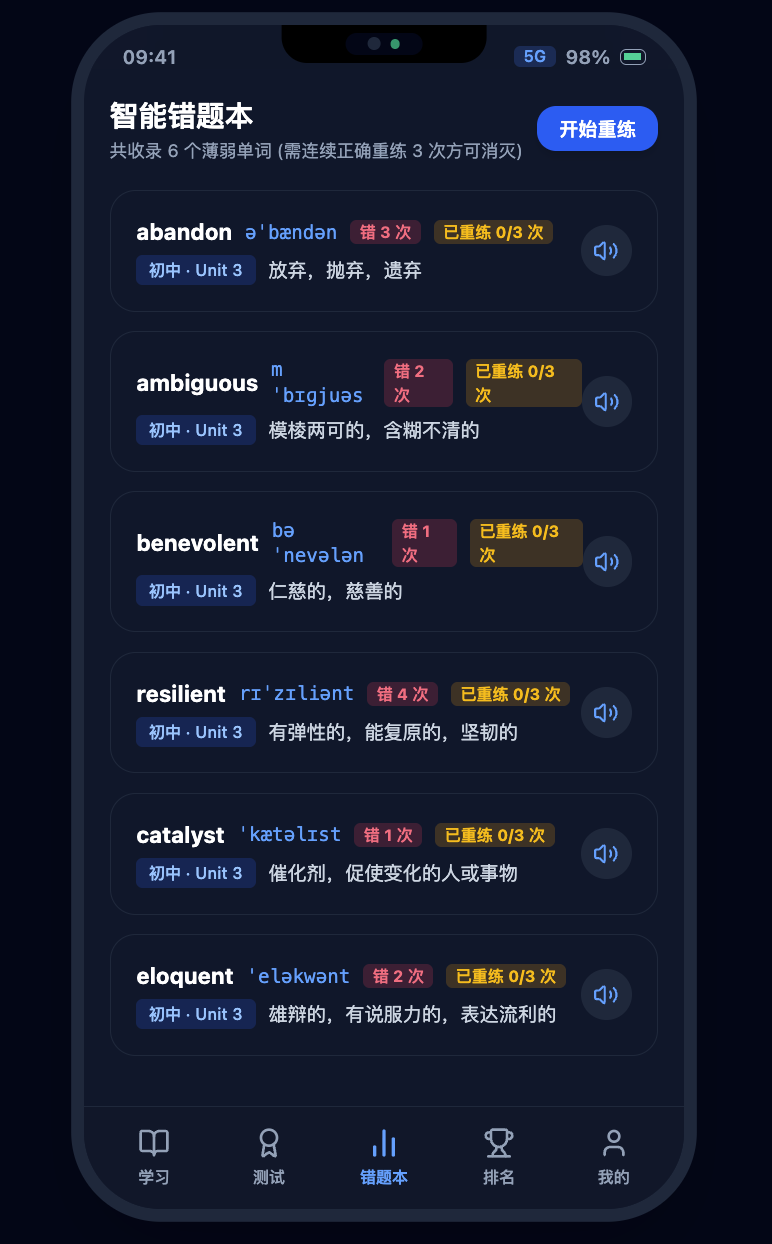 09:41
5G 98%
智能错题本
共收录 6 个薄弱单词 (需连续正确重练 3 次方可消灭)
开始重练
abandon əˈbændən 错 3 次 已重练 0/3 次
初中 · Unit 3 放弃，抛弃，遗弃
ambiguous m
ˈbɪgjuəs 错 2
次 已重练 0/3
次
初中 · Unit 3 模棱两可的，含糊不清的
benevolent bə
ˈnevələn 错 1
次 已重练 0/3
次
初中 · Unit 3 仁慈的，慈善的
resilient rɪˈzɪliənt 错 4 次 已重练 0/3 次
初中 · Unit 3 有弹性的，能复原的，坚韧的
catalyst ˈkætəlɪst 错 1 次 已重练 0/3 次
初中 · Unit 3 催化剂，促使变化的人或事物
eloquent ˈeləkwənt 错 2 次 已重练 0/3 次
初中 · Unit 3 雄辩的，有说服力的，表达流利的
学习 测试 错题本 排名 我的